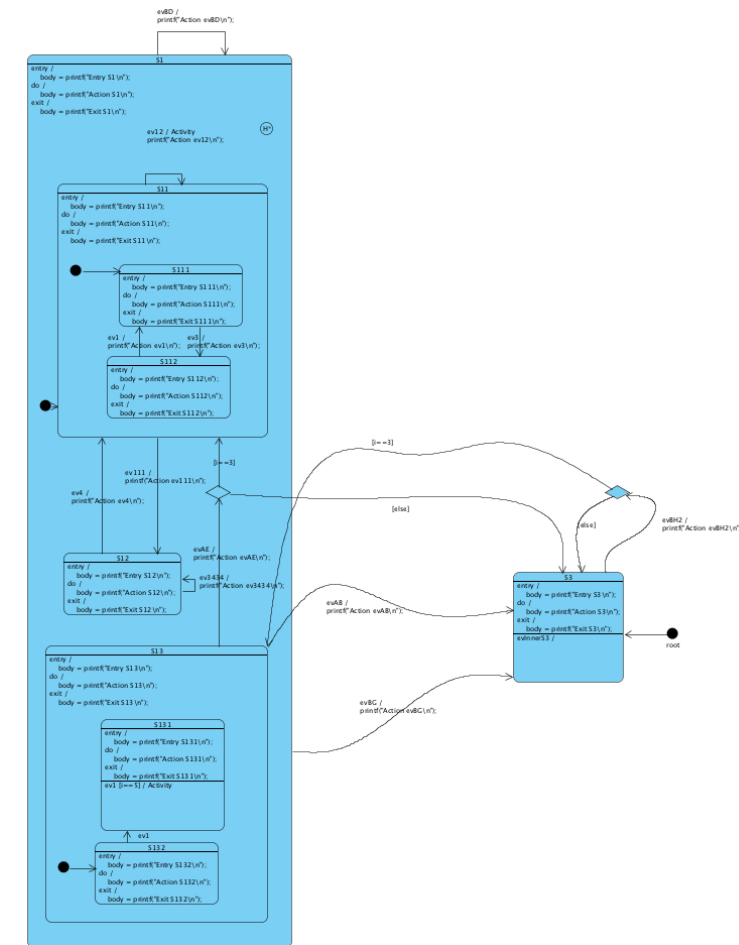 evBD /
printf("Action evBD\n");
S1
entry /
body = printf("Entry S1\n");
do /
body = printf("Action S1\n");
exit /
body = printf("Exit S1\n");
H*
ev12 / Activity
printf("Action ev12\n");
S11
entry /
body = printf("Entry S11\n");
do /
body = printf("Action S11\n");
exit /
body = printf("Exit S11\n");
S111
entry /
body = printf("Entry S111\n");
do /
body = printf("Action S111\n");
exit /
body = printf("Exit S111\n");
ev1 /
printf("Action ev1\n");
ev3 /
printf("Action ev3\n");
S112
entry /
body = printf("Entry S112\n");
do /
body = printf("Action S112\n");
exit /
body = printf("Exit S112\n");
[i==3]
[i==3]
ev111 /
printf("Action ev111\n");
ev4 /
printf("Action ev4\n");
[else]
[else]
evBH2 /
printf("Action evBH2\n"
evAE /
printf("Action evAE\n");
S12
entry /
body = printf("Entry S12\n");
do /
body = printf("Action S12\n");
exit /
body = printf("Exit S12\n");
ev3434 /
printf("Action ev3434\n");
S3
entry /
body = printf("Entry S3\n");
do /
body = printf("Action S3\n");
exit /
body = printf("Exit S3\n");
evInnerS3 /
evAB /
printf("Action evAB\n");
root
S13
entry /
body = printf("Entry S13\n");
do /
body = printf("Action S13\n");
exit /
body = printf("Exit S13\n");
evBG /
printf("Action evBG\n");
S131
entry /
body = printf("Entry S131\n");
do /
body = printf("Action S131\n");
exit /
body = printf("Exit S131\n");
ev1 [i==5] / Activity
ev1
S132
entry /
body = printf("Entry S132\n");
do /
body = printf("Action S132\n");
exit /
body = printf("Exit S132\n");